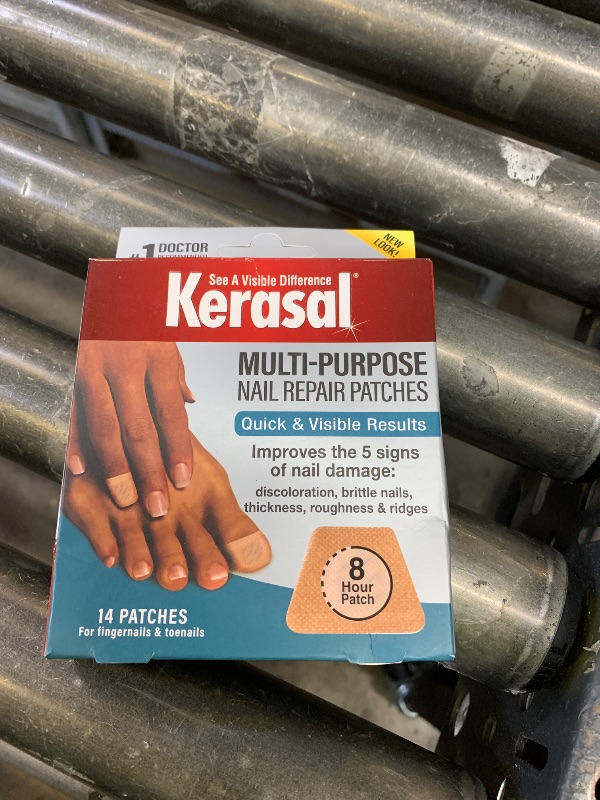 #1 DOCTOR
RECOMMENDED
NEW
LOOK!
See A Visible Difference
Kerasal®
MULTI-PURPOSE
NAIL REPAIR PATCHES
Quick & Visible Results
Improves the 5 signs
of nail damage:
discoloration, brittle nails,
thickness, roughness & ridges
8
Hour
Patch
14 PATCHES
For fingernails & toenails